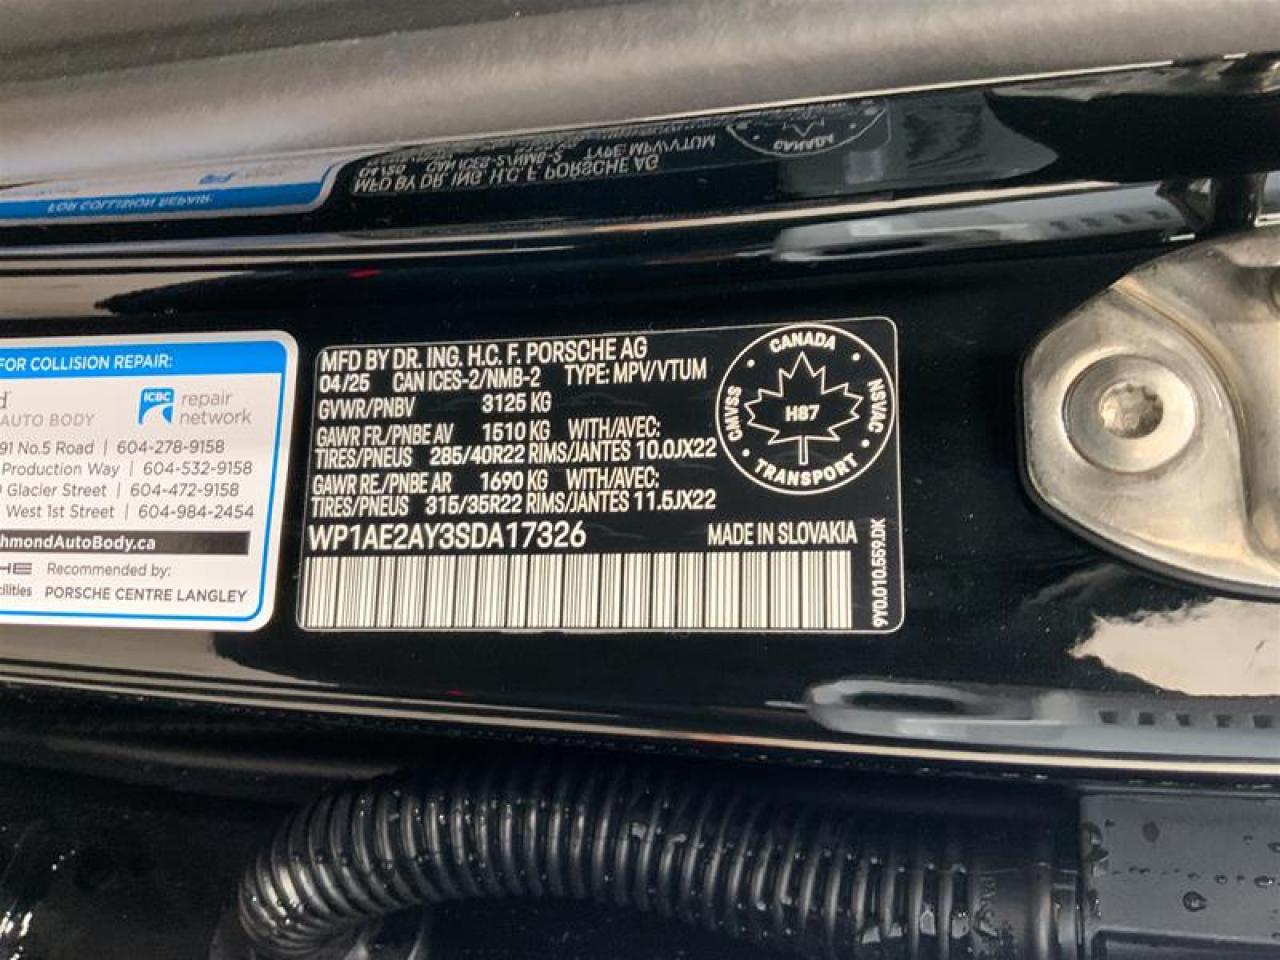 FOR COLLISION REPAIR:
AUTO BODY
ICBC repair
network
91 No.5 Road | 604-278-9158
Production Way | 604-532-9158
Glacier Street | 604-472-9158
West 1st Street | 604-984-2454
hmondAutoBody.ca
Recommended by:
PORSCHE CENTRE LANGLEY
MFD BY DR. ING. H.C. F. PORSCHE AG
04/25 CAN ICES-2/NMB-2 TYPE: MPV/VTUM
GVWR/PNBV 3125 KG
GAWR FR./PNBE AV 1510 KG WITH/AVEC:
TIRES/PNEUS 285/40R22 RIMS/JANTES 10.0JX22
GAWR RE./PNBE AR 1690 KG WITH/AVEC:
TIRES/PNEUS 315/35R22 RIMS/JANTES 11.5JX22
WP1AE2AY3SDA17326 MADE IN SLOVAKIA
CANADA
CMVSS
H87
NSVAC
TRANSPORT
9Y0.010.559.DK